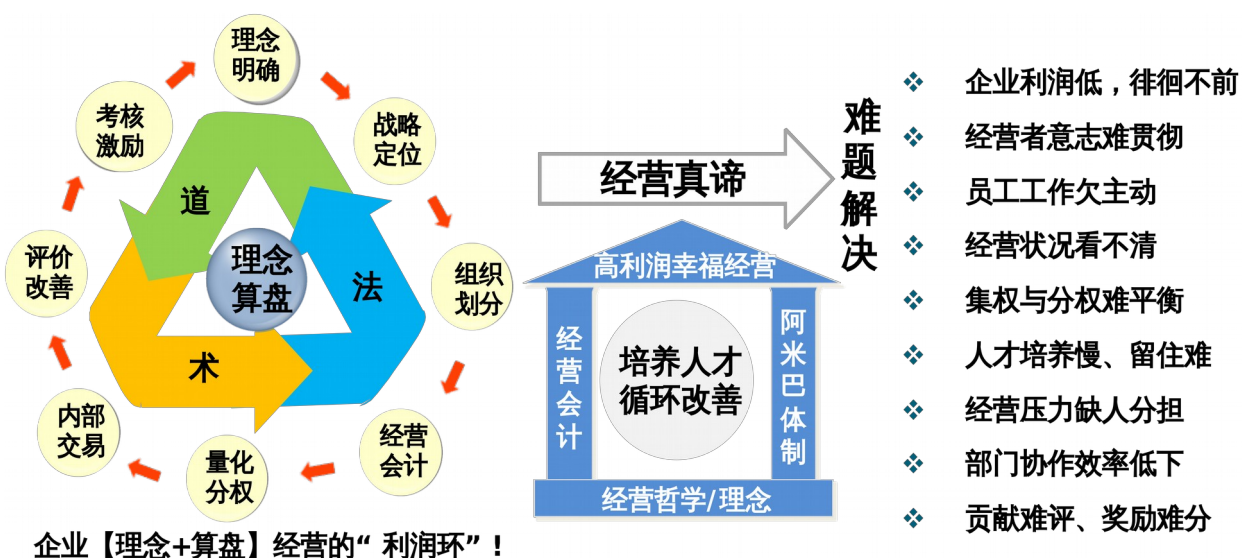 理念
明确
战略
定位
组织
划分
经营
会计
量化
分权
内部
交易
评价
改善
考核
激励
道
法
术
理念
算盘
企业【理念+算盘】经营的“ 利润环” !
经营真谛
高利润幸福经营
经营会计
培养人才
循环改善
阿米巴体制
经营哲学/理念
难题解决
企业利润低，徘徊不前
经营者意志难贯彻
员工工作欠主动
经营状况看不清
集权与分权难平衡
人才培养慢、留住难
经营压力缺人分担
部门协作效率低下
贡献难评、奖励难分